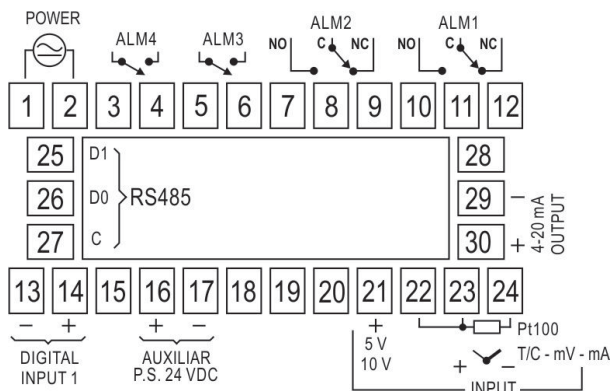 POWER
ALM4
ALM3
ALM2
ALM1
NO C NC NO C NC
1 2 3 4 5 6 7 8 9 10 11 12
25 D1 28
26 D0 RS485 29 −
27 C 30 +
4-20 mA
OUTPUT
13 14 15 16 17 18 19 20 21 22 23 24
− + + − +
DIGITAL
INPUT 1
AUXILIAR
P.S. 24 VDC
5 V
10 V
Pt100
+ T/C - mV - mA
INPUT